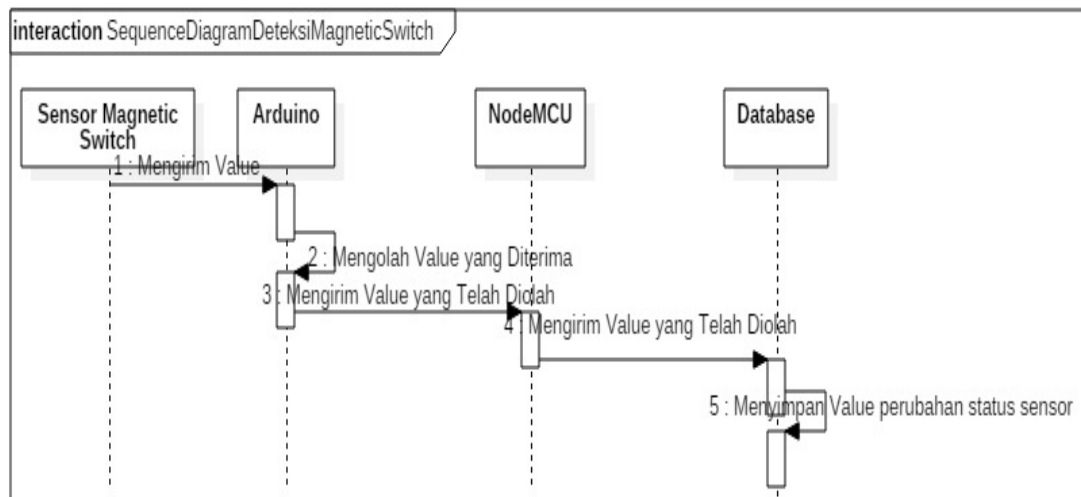 interaction SequenceDiagramDeteksiMagneticSwitch
Sensor Magnetic
Switch
Arduino
NodeMCU
Database
1 : Mengirim Value
2 : Mengolah Value yang Diterima
3 : Mengirim Value yang Telah Diolah
4 : Mengirim Value yang Telah Diolah
5 : Menyimpan Value perubahan status sensor